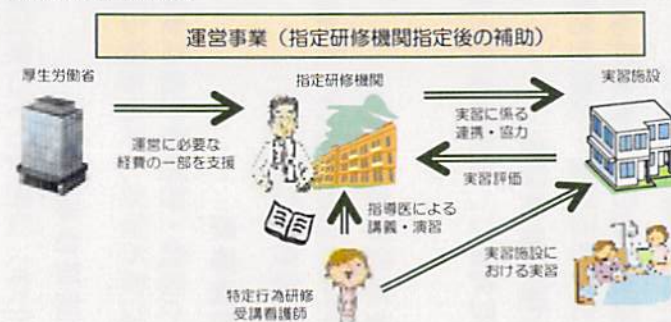 運営事業（指定研修機関指定後の補助）
厚生労働省
指定研修機関
実習施設
運営に必要な
経費の一部を支援
実習に係る
連携・協力
実習評価
指導医による
講義・演習
実習施設に
おける実習
特定行為研修
受講看護師